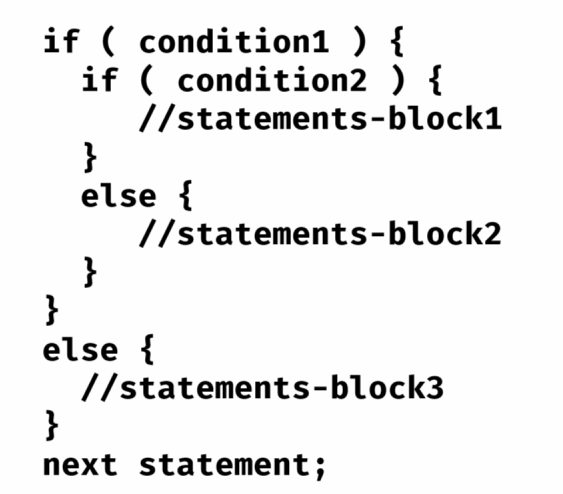 if ( condition1 ) {
  if ( condition2 ) {
     //statements-block1
  }
  else {
     //statements-block2
  }
}
else {
  //statements-block3
}
next statement;